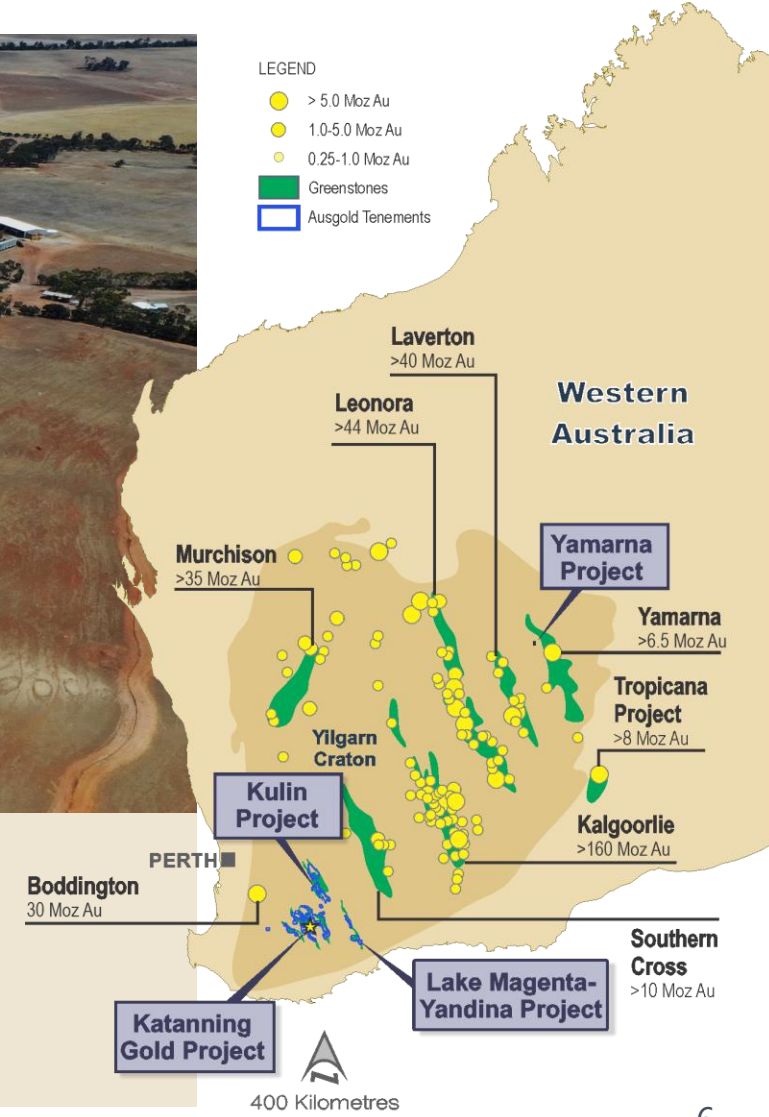 LEGEND
> 5.0 Moz Au
1.0-5.0 Moz Au
0.25-1.0 Moz Au
Greenstones
Ausgold Tenements
Laverton
>40 Moz Au
Western
Australia
Leonora
>44 Moz Au
Yamarna
Project
Murchison
>35 Moz Au
Yamarna
>6.5 Moz Au
Tropicana
Project
>8 Moz Au
Yilgarn
Craton
Kulin
Project
Kalgoorlie
>160 Moz Au
PERTH
Boddington
30 Moz Au
Southern
Cross
>10 Moz Au
Lake Magenta-
Yandina Project
Katanning
Gold Project
400 Kilometres